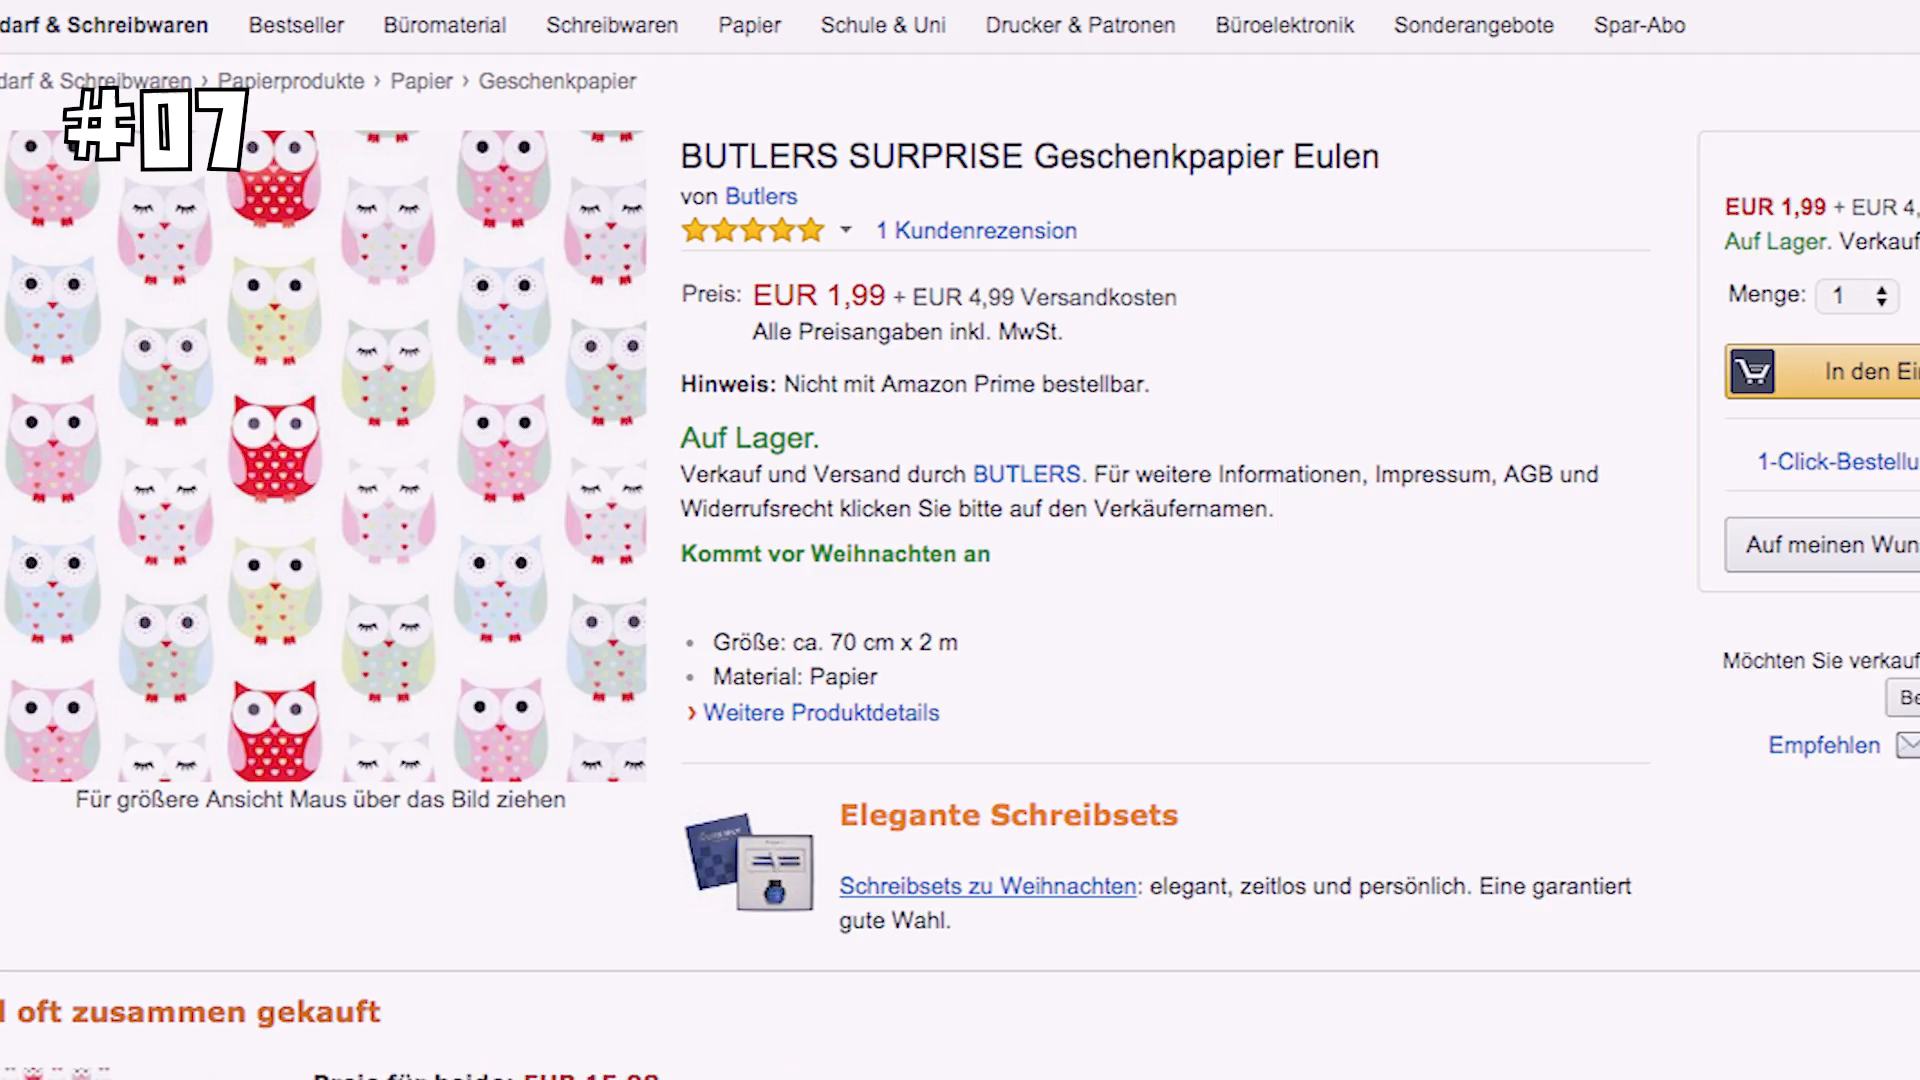 darf & Schreibwaren Bestseller Büromaterial Schreibwaren Papier Schule & Uni Drucker & Patronen Büroelektronik Sonderangebote Spar-Abo
darf & Schreibwaren › Papierprodukte › Papier › Geschenkpapier
#07
BUTLERS SURPRISE Geschenkpapier Eulen
von Butlers
1 Kundenrezension
Preis: EUR 1,99 + EUR 4,99 Versandkosten
Alle Preisangaben inkl. MwSt.
Hinweis: Nicht mit Amazon Prime bestellbar.
Auf Lager.
Verkauf und Versand durch BUTLERS. Für weitere Informationen, Impressum, AGB und
Widerrufsrecht klicken Sie bitte auf den Verkäufernamen.
Kommt vor Weihnachten an
• Größe: ca. 70 cm x 2 m
• Material: Papier
› Weitere Produktdetails
Für größere Ansicht Maus über das Bild ziehen
Elegante Schreibsets
Schreibsets zu Weihnachten: elegant, zeitlos und persönlich. Eine garantiert
gute Wahl.
EUR 1,99 + EUR 4,
Auf Lager. Verkauf
Menge: 1
In den Ei
1-Click-Bestellu
Auf meinen Wun
Möchten Sie verkauf
Be
Empfehlen
oft zusammen gekauft
Preis für beide: EUR